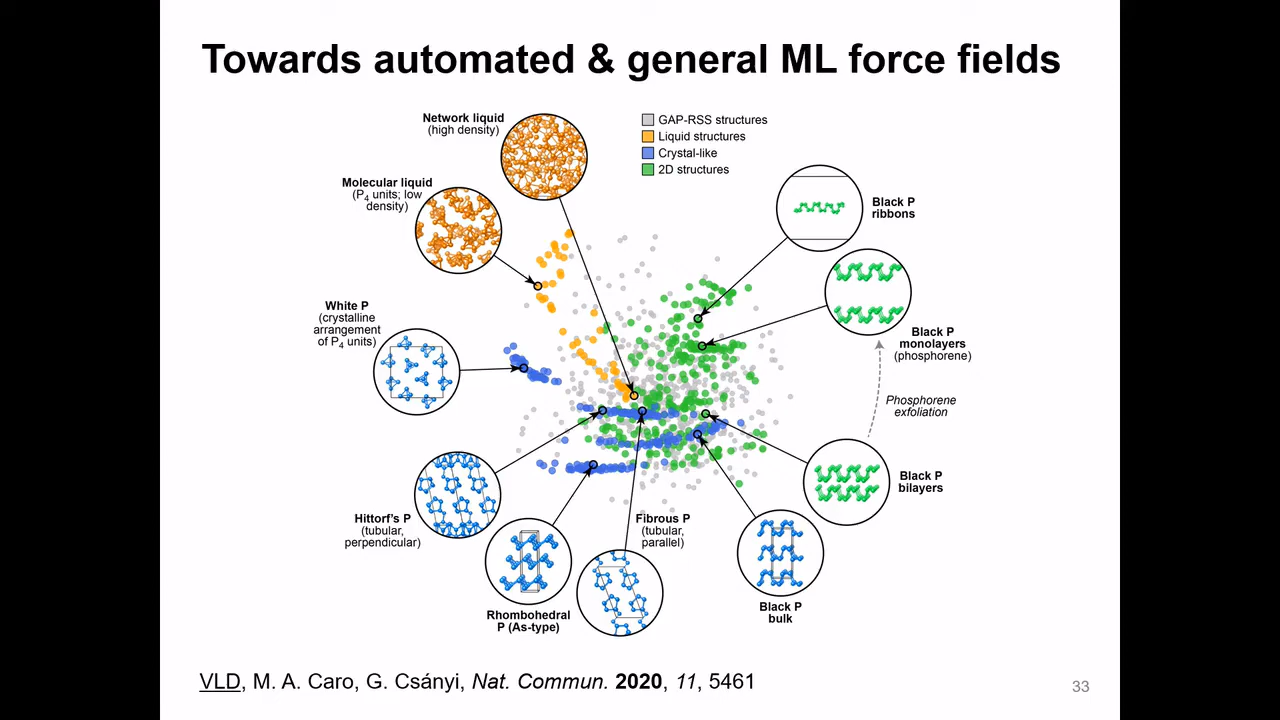 Towards automated & general ML force fields
Network liquid
(high density)
GAP-RSS structures
Liquid structures
Crystal-like
2D structures
Molecular liquid
(P4 units; low
density)
Black P
ribbons
White P
(crystalline
arrangement
of P4 units)
Black P
monolayers
(phosphorene)
Phosphorene
exfoliation
Black P
bilayers
Hittorf's P
(tubular,
perpendicular)
Fibrous P
(tubular,
parallel)
Rhombohedral
P (As-type)
Black P
bulk
VLD, M. A. Caro, G. Csányi, Nat. Commun. 2020, 11, 5461
33